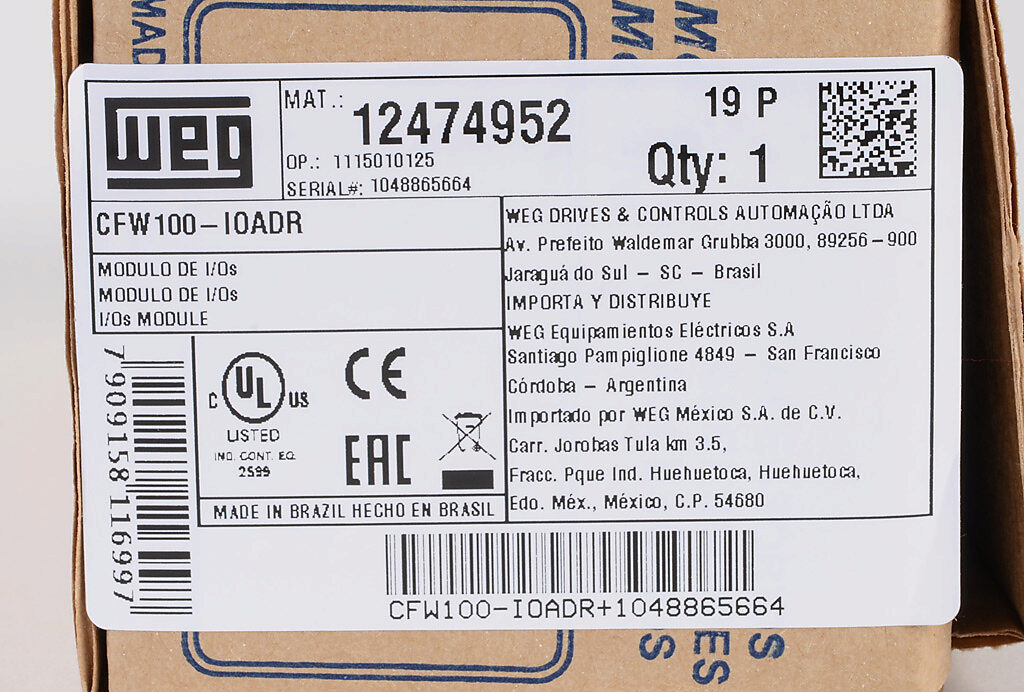 weg
MAT.: 12474952
19 P
OP.: 1115010125
SERIAL#: 1048865664
Qty: 1
CFW100-IOADR
MODULO DE I/Os
MODULO DE I/Os
I/Os MODULE
WEG DRIVES & CONTROLS AUTOMAÇÃO LTDA
Av. Prefeito Waldemar Grubba 3000, 89256-900
Jaraguá do Sul - SC - Brasil
IMPORTA Y DISTRIBUYE
WEG Equipamientos Eléctricos S.A
Santiago Pampiglione 4849 - San Francisco
Córdoba - Argentina
Importado por WEG México S.A. de C.V.
Carr. Jorobas Tula km 3.5,
Fracc. Pque Ind. Huehuetoca, Huehuetoca,
Edo. Méx., México, C.P. 54680
C UL US
LISTED
IND. CONT. EQ.
2S99
CE
EAC
MADE IN BRAZIL HECHO EN BRASIL
7909158116997
CFW100-IOADR+1048865664